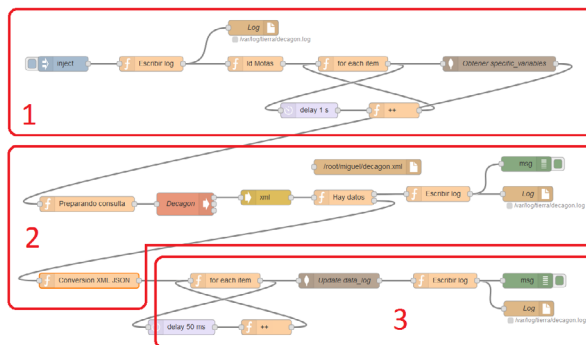 Log
/var/log/tierra/decagon.log
inject
Escribir log
Id Motas
for each item
Obtener specific_variables
delay 1 s
++
1
/root/miguel/decagon.xml
msg
Preparando consulta
Decagon
xml
Hay datos
Escribir log
Log
/var/log/tierra/decagon.log
2
Conversion XML JSON
for each item
Update data_log
Escribir log
msg
delay 50 ms
++
3
Log
/var/log/tierra/decagon.log